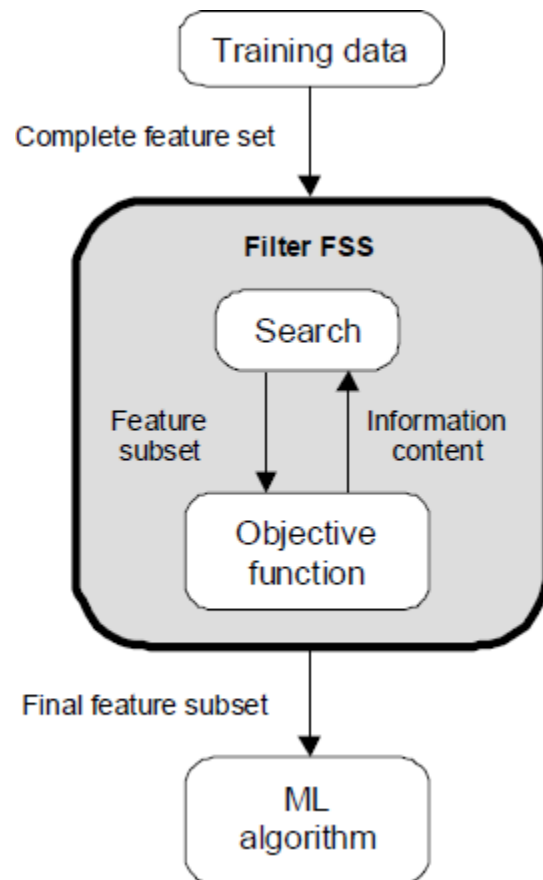 Training data
Complete feature set
Filter FSS
Search
Feature
subset
Information
content
Objective
function
Final feature subset
ML
algorithm